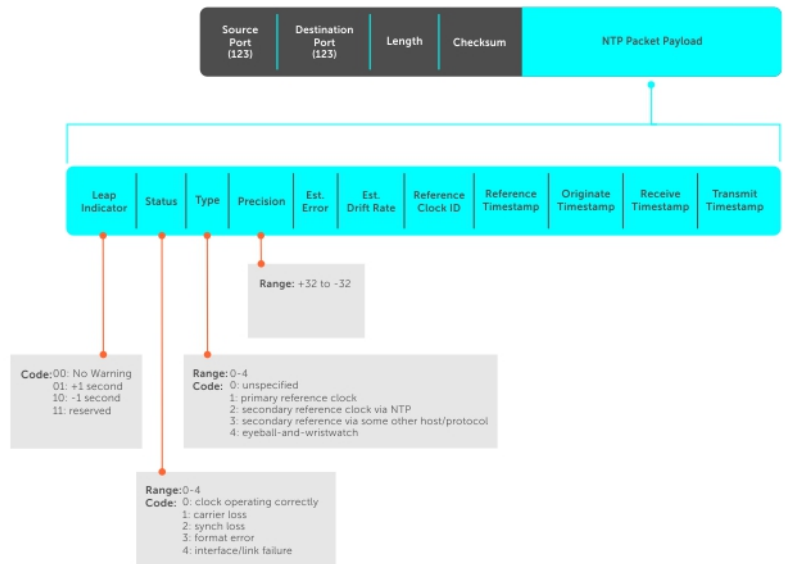 Source
Port
(123)
Destination
Port
(123)
Length
Checksum
NTP Packet Payload
Leap
Indicator
Status
Type
Precision
Est.
Error
Est.
Drift Rate
Reference
Clock ID
Reference
Timestamp
Originate
Timestamp
Receive
Timestamp
Transmit
Timestamp
Range: +32 to -32
Code:00: No Warning
01: +1 second
10: -1 second
11: reserved
Range:0-4
Code: 0: unspecified
1: primary reference clock
2: secondary reference clock via NTP
3: secondary reference via some other host/protocol
4: eyeball-and-wristwatch
Range:0-4
Code: 0: clock operating correctly
1: carrier loss
2: synch loss
3: format error
4: interface/link failure